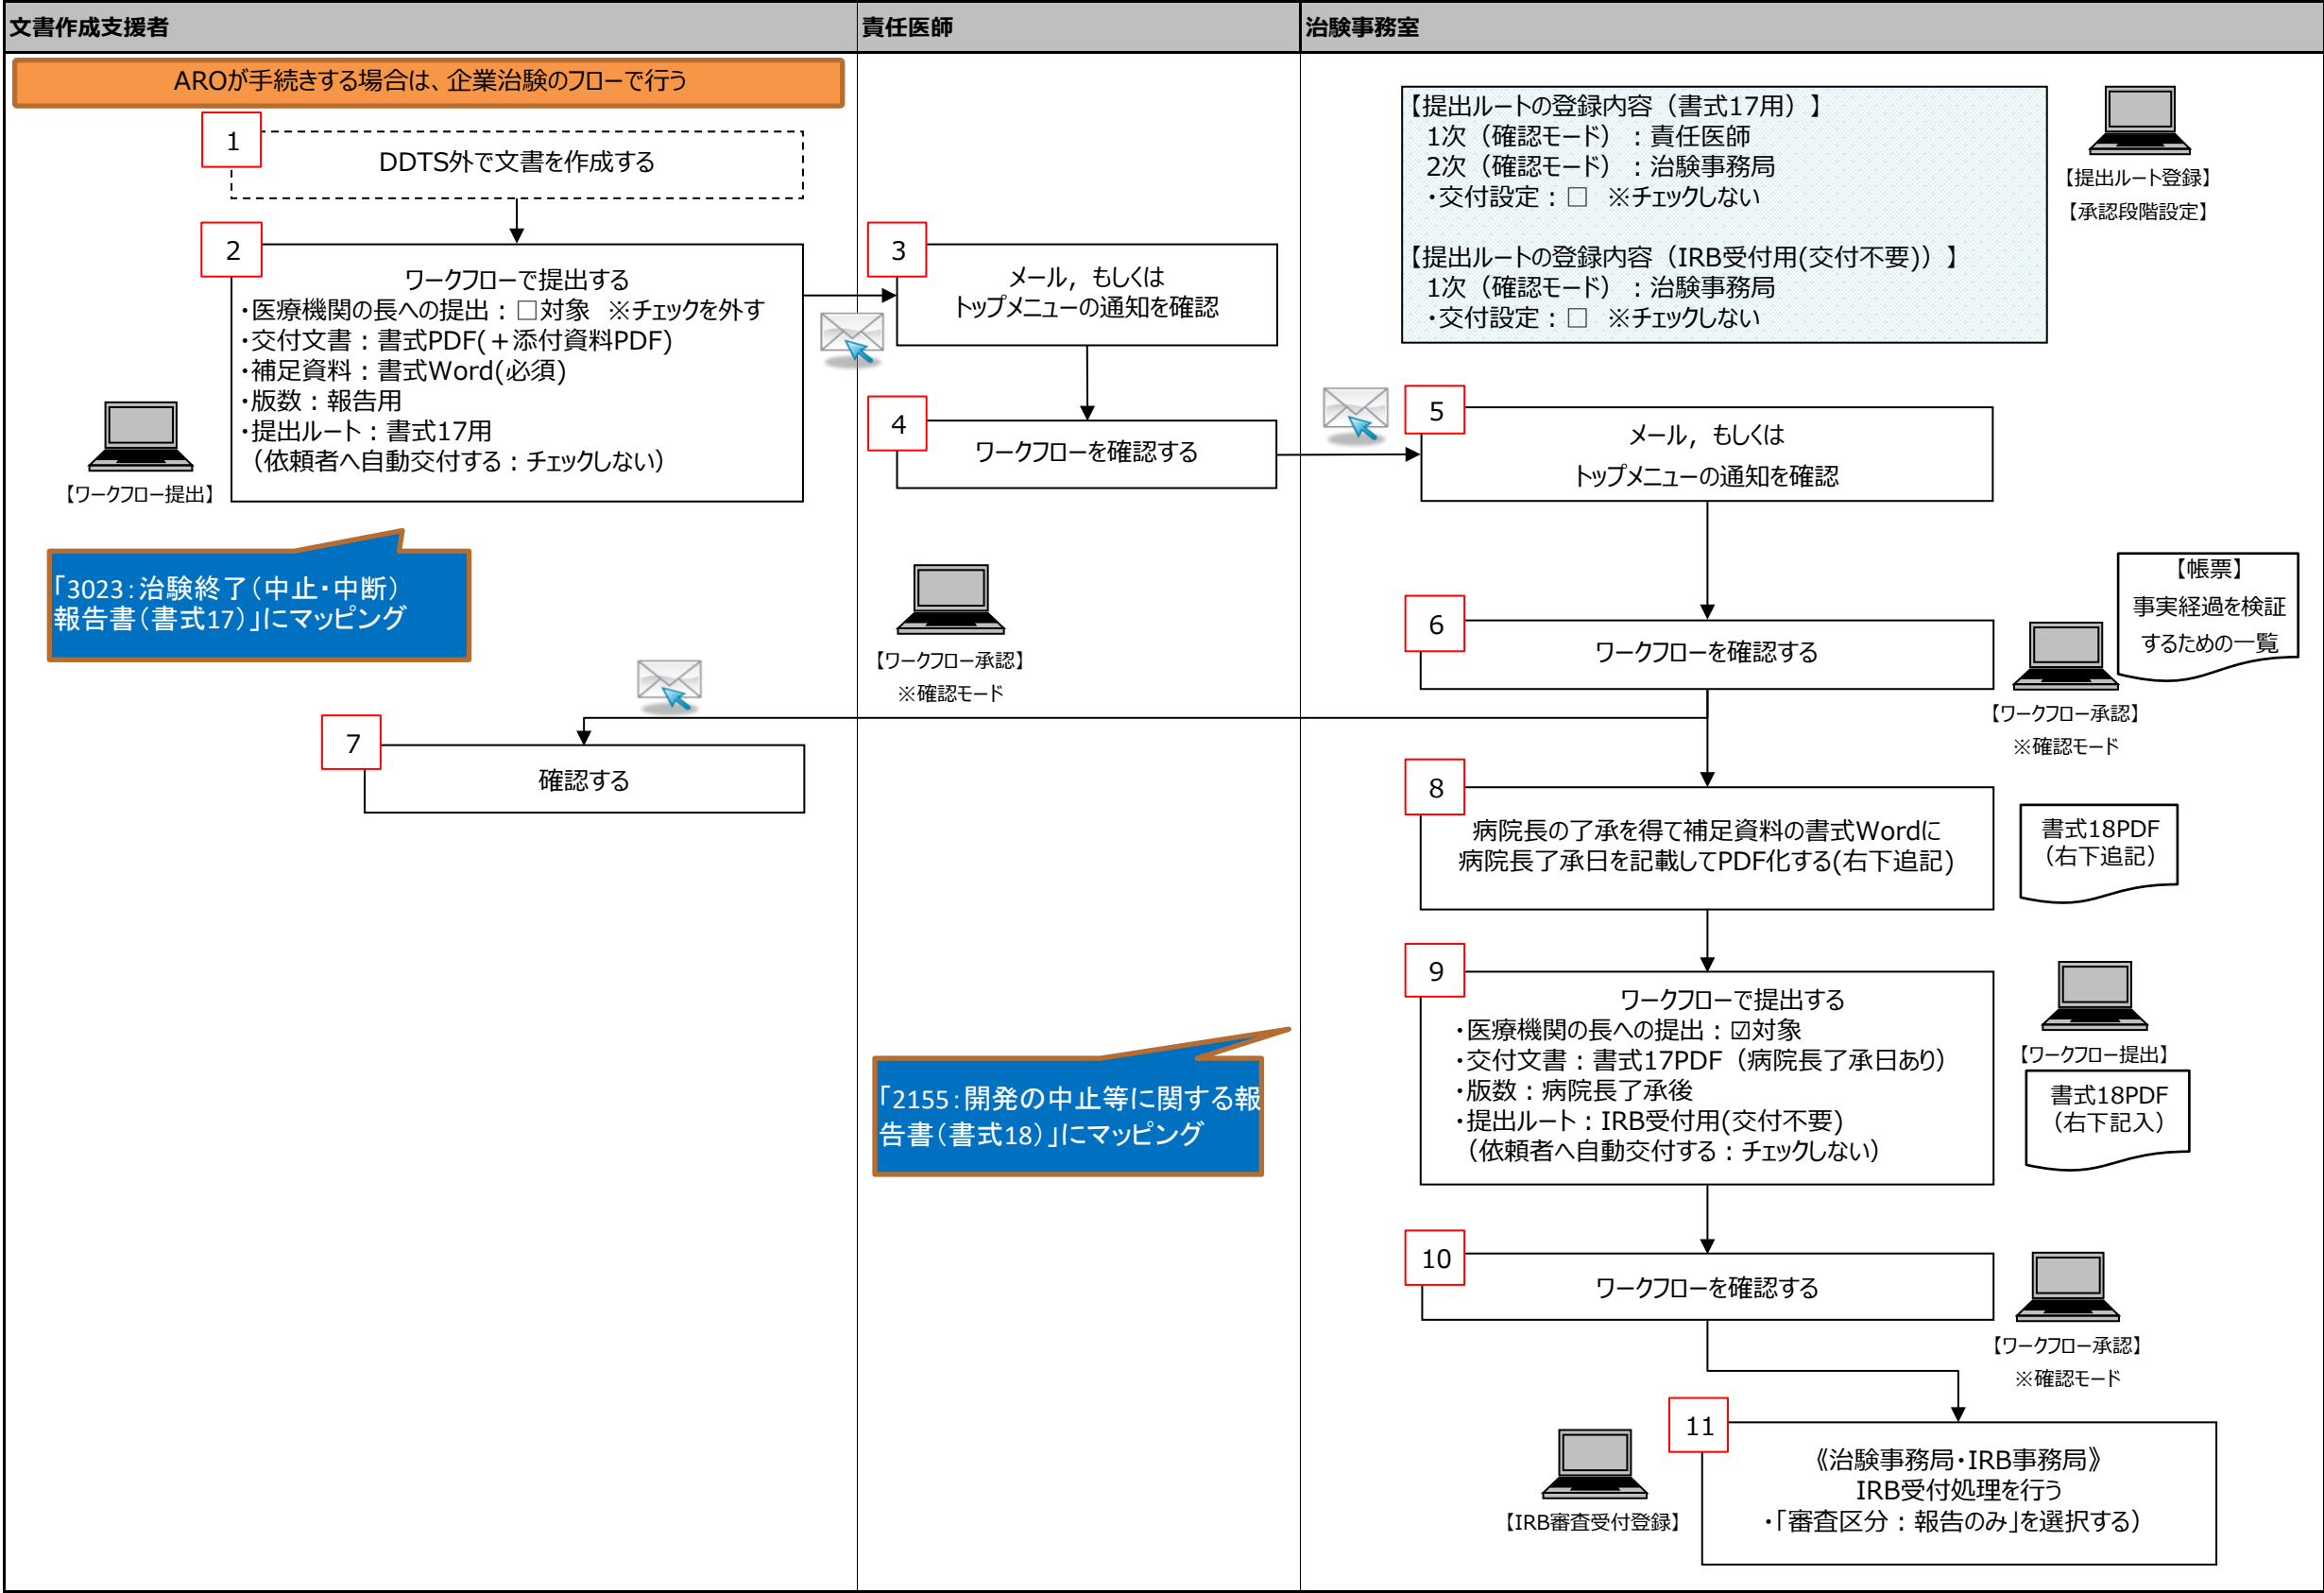 文書作成支援者
責任医師
治験事務室
AROが手続きする場合は、企業治験のフローで行う
1
DDTS外で文書を作成する
2
ワークフローで提出する
・医療機関の長への提出：□対象　※チェックを外す
・交付文書：書式PDF(＋添付資料PDF)
・補足資料：書式Word(必須)
・版数：報告用
・提出ルート：書式17用
（依頼者へ自動交付する：チェックしない）
【ワークフロー提出】
「3023：治験終了（中止・中断）
報告書（書式17）」にマッピング
3
メール，もしくは
トップメニューの通知を確認
4
ワークフローを確認する
【ワークフロー承認】
※確認モード
【提出ルートの登録内容（書式17用）】
1次（確認モード）：責任医師
2次（確認モード）：治験事務局
・交付設定：□　※チェックしない
【提出ルートの登録内容（IRB受付用(交付不要)）】
1次（確認モード）：治験事務局
・交付設定：□　※チェックしない
【提出ルート登録】
【承認段階設定】
5
メール，もしくは
トップメニューの通知を確認
6
ワークフローを確認する
【帳票】
事実経過を検証
するための一覧
【ワークフロー承認】
※確認モード
7
確認する
8
病院長の了承を得て補足資料の書式Wordに
病院長了承日を記載してPDF化する(右下追記)
書式18PDF
（右下追記）
9
ワークフローで提出する
・医療機関の長への提出：☑対象
・交付文書：書式17PDF（病院長了承日あり）
・版数：病院長了承後
・提出ルート：IRB受付用(交付不要)
（依頼者へ自動交付する：チェックしない）
【ワークフロー提出】
書式18PDF
（右下記入）
「2155：開発の中止等に関する報
告書（書式18）」にマッピング
10
ワークフローを確認する
【ワークフロー承認】
※確認モード
11
《治験事務局・IRB事務局》
IRB受付処理を行う
・「審査区分：報告のみ」を選択する）
【IRB審査受付登録】